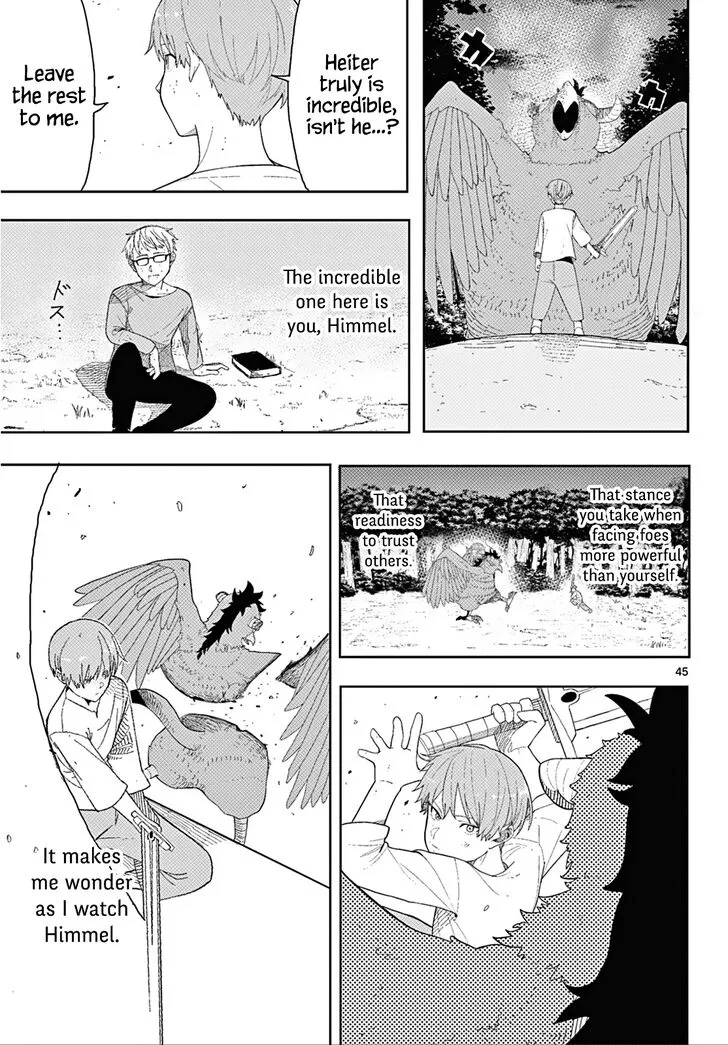 カ
カ
Heiter
truly is
incredible,
isn't he...?
Leave
the rest
to me.
The incredible
one here is
you, Himmel.
ドス…
That stance
you take when
facing foes
more powerful
than yourself.
That
readiness
to trust
others.
45
It makes
me wonder
as I watch
Himmel.